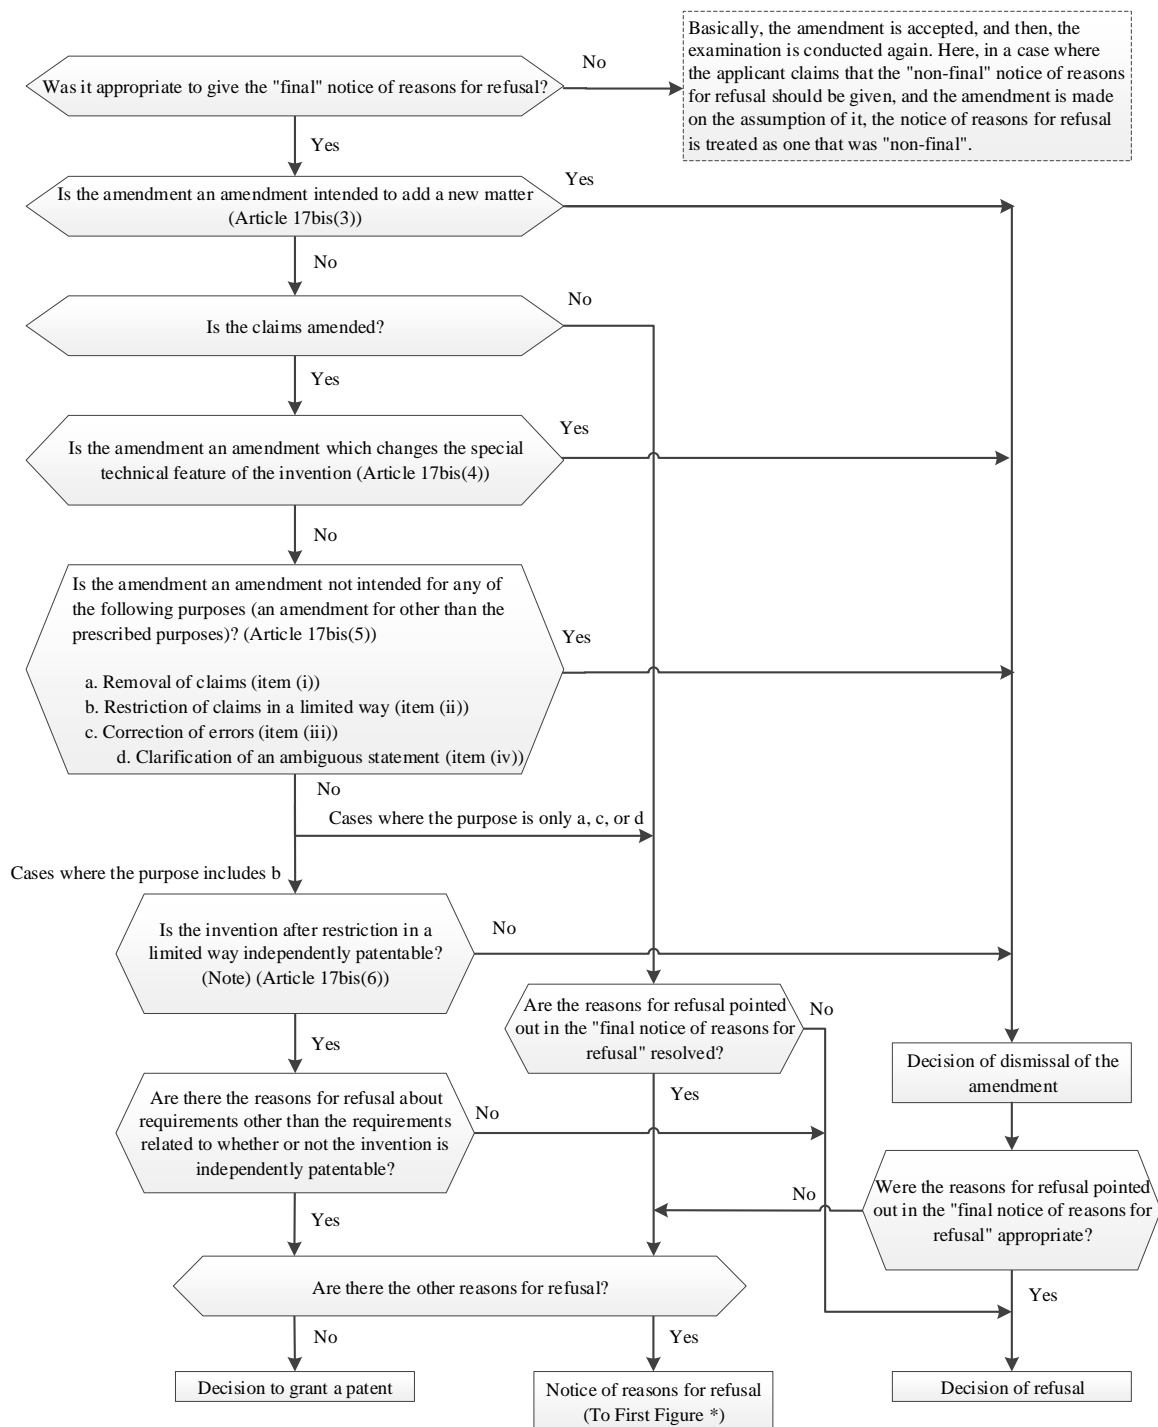 Basically, the amendment is accepted, and then, the
examination is conducted again. Here, in a case where
the applicant claims that the "non-final" notice of reasons
for refusal should be given, and the amendment is made
on the assumption of it, the notice of reasons for refusal
is treated as one that was "non-final".
No
Was it appropriate to give the "final" notice of reasons for refusal?
Yes
Is the amendment an amendment intended to add a new matter
(Article 17bis(3))
Yes
No
No
Is the claims amended?
Yes
Is the amendment an amendment which changes the special
technical feature of the invention (Article 17bis(4))
Yes
No
Is the amendment an amendment not intended for any of
the following purposes (an amendment for other than the
prescribed purposes)? (Article 17bis(5))
Yes
a. Removal of claims (item (i))
b. Restriction of claims in a limited way (item (ii))
c. Correction of errors (item (iii))
d. Clarification of an ambiguous statement (item (iv))
No
Cases where the purpose is only a, c, or d
Cases where the purpose includes b
Is the invention after restriction in a
limited way independently patentable?
(Note) (Article 17bis(6))
No
Yes
Are the reasons for refusal pointed
out in the "final notice of reasons for
refusal" resolved?
No
Yes
Decision of dismissal of the
amendment
Are there the reasons for refusal about
requirements other than the requirements
related to whether or not the invention is
independently patentable?
No
Yes
Were the reasons for refusal pointed
out in the "final notice of reasons for
refusal" appropriate?
No
Yes
Are there the other reasons for refusal?
No
Yes
Decision to grant a patent
Notice of reasons for refusal
(To First Figure *)
Decision of refusal